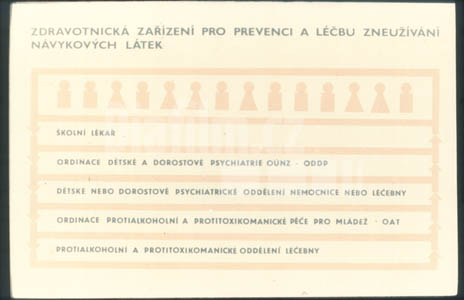 ZDRAVOTNICKÁ ZAŘÍZENÍ PRO PREVENCI A LÉČBU ZNEUŽÍVÁNÍ
NÁVYKOVÝCH LÁTEK
ŠKOLNÍ LÉKAŘ
ORDINACE DĚTSKÉ A DOROSTOVÉ PSYCHIATRIE OÚNZ - ODDP
DĚTSKÉ NEBO DOROSTOVÉ PSYCHIATRICKÉ ODDĚLENÍ NEMOCNICE NEBO LÉČEBNY
ORDINACE PROTIALKOHOLNÍ A PROTITOXIKOMANICKÉ PÉČE PRO MLÁDEŽ - OAT
PROTIALKOHOLNÍ A PROTITOXIKOMANICKÉ ODDĚLENÍ LÉČEBNY